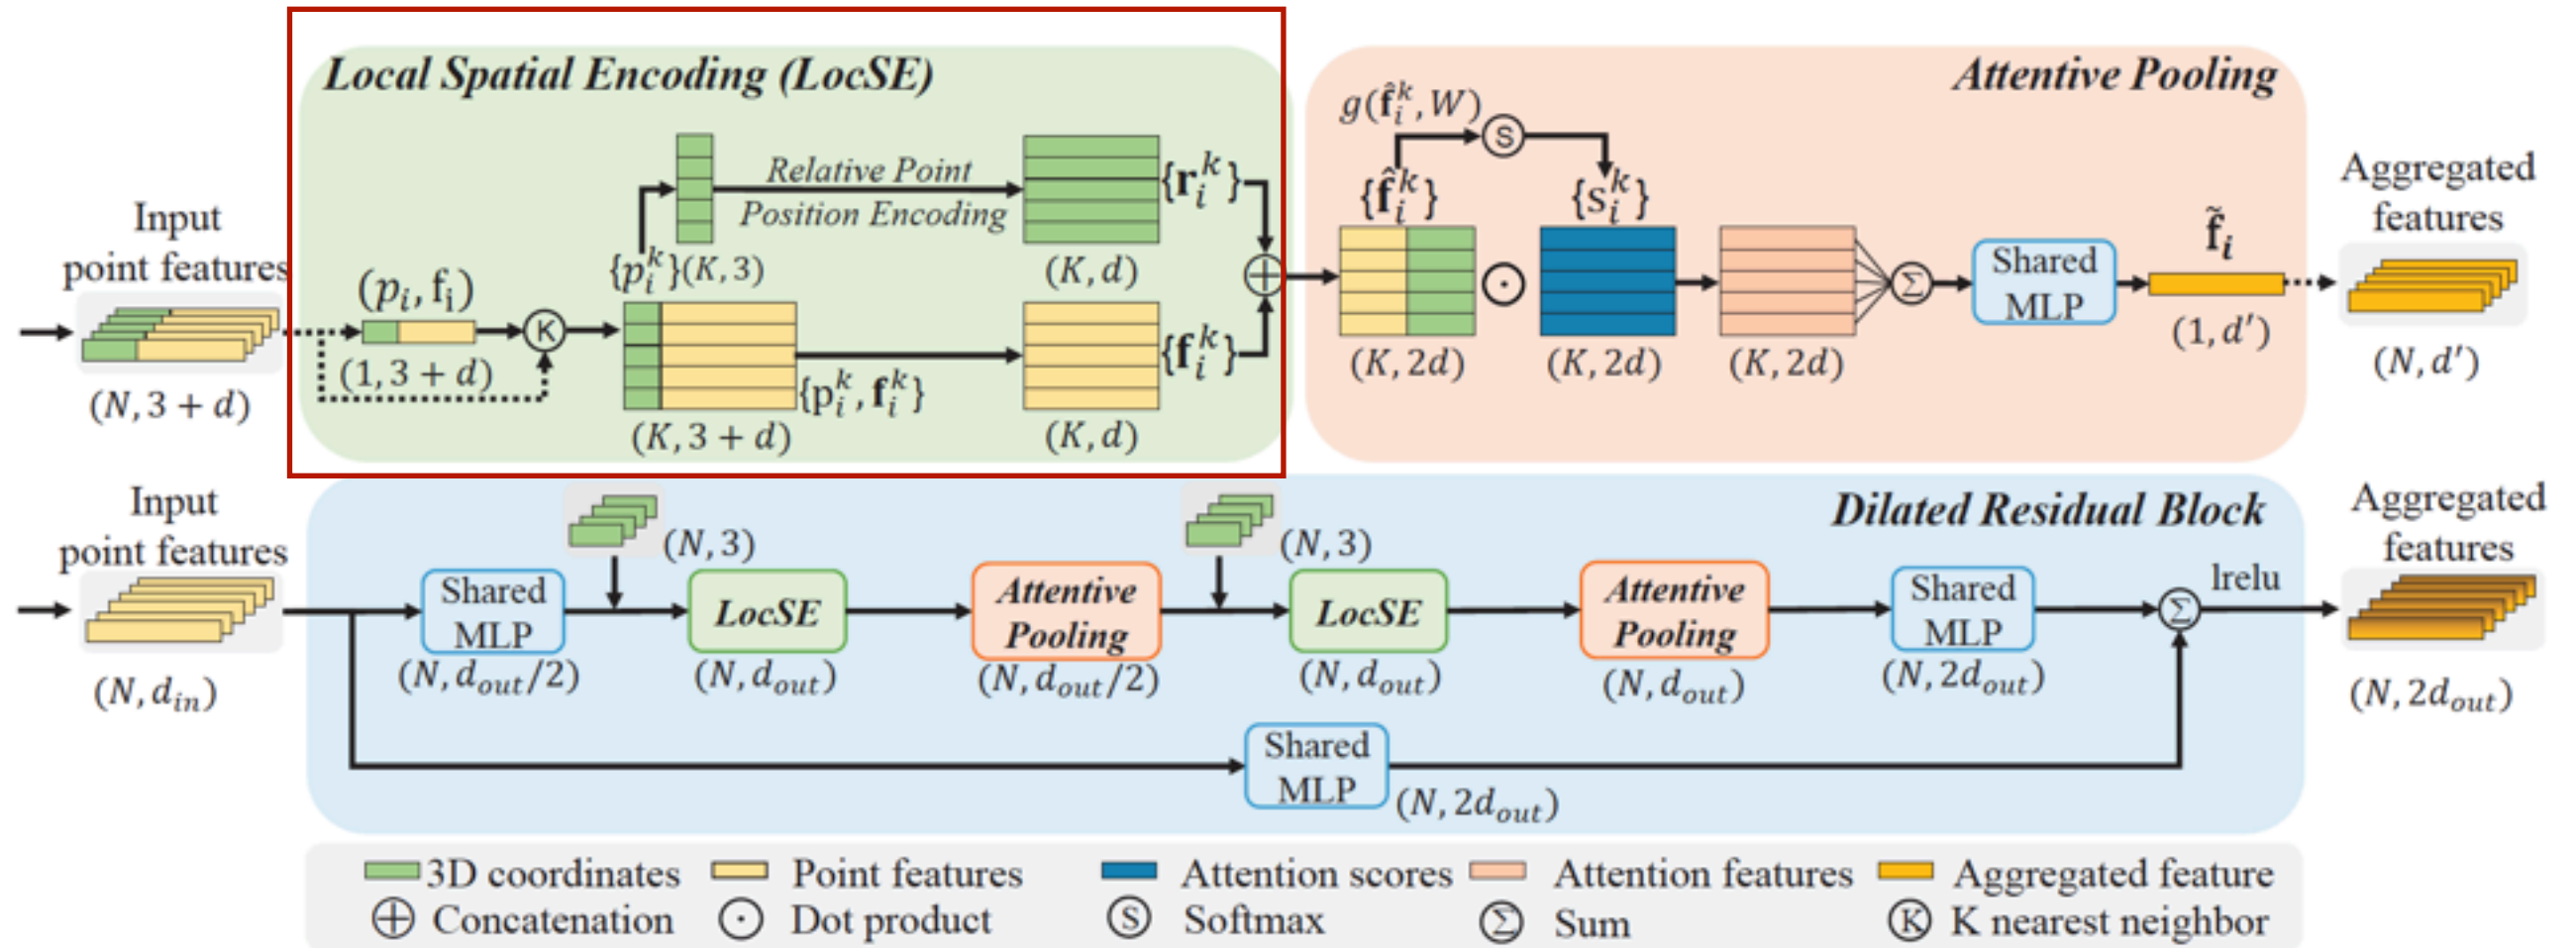 Local Spatial Encoding (LocSE)
Input
point features
(N, 3 + d)
(pᵢ, fᵢ)
(1, 3 + d)
K
{pᵢᵏ}(K, 3)
Relative Point
Position Encoding
{rᵢᵏ}
(K, d)
{pᵢᵏ, fᵢᵏ}
(K, 3 + d)
{fᵢᵏ}
(K, d)
Attentive Pooling
g(f̂ᵢᵏ, W)
S
{f̂ᵢᵏ}
{sᵢᵏ}
(K, 2d)
(K, 2d)
(K, 2d)
Σ
Shared
MLP
f̃ᵢ
(1, d′)
Aggregated
features
(N, d′)
Input
point features
(N, d_in)
Dilated Residual Block
(N, 3)
(N, 3)
Shared
MLP
(N, d_out/2)
LocSE
(N, d_out)
Attentive
Pooling
(N, d_out/2)
LocSE
(N, d_out)
Attentive
Pooling
(N, d_out)
Shared
MLP
(N, 2d_out)
Σ
lrelu
Shared
MLP
(N, 2d_out)
Aggregated
features
(N, 2d_out)
3D coordinates Point features Attention scores Attention features Aggregated feature
⊕ Concatenation ⊙ Dot product Ⓢ Softmax Σ Sum Ⓚ K nearest neighbor